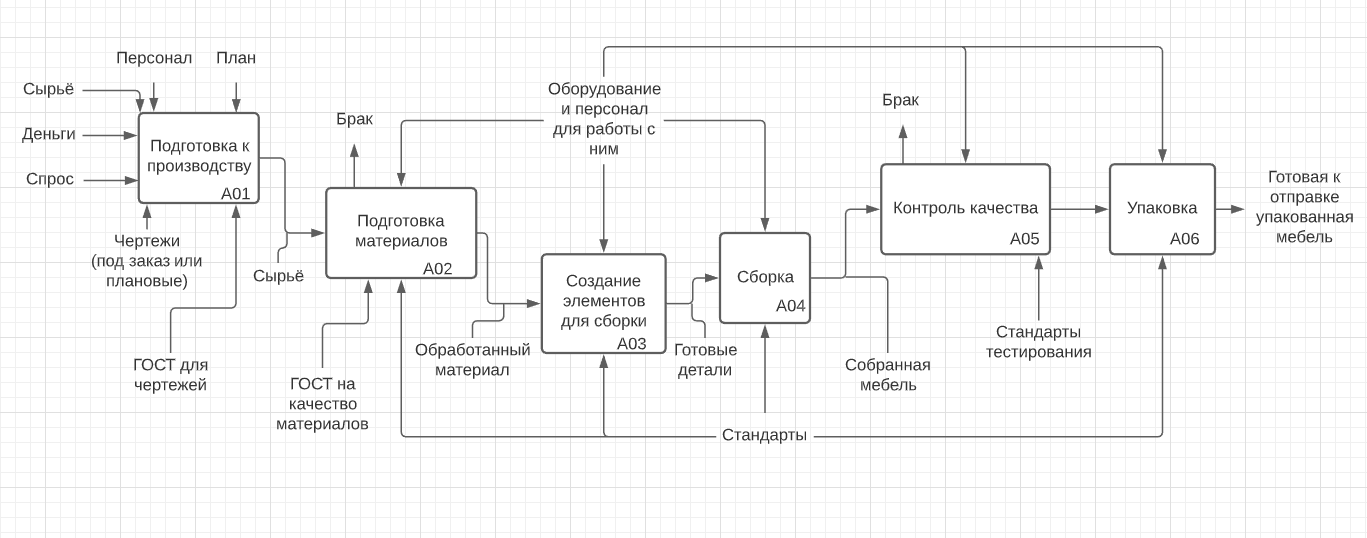 Персонал
План
Сырьё
Деньги
Спрос
Подготовка к
производству
A01
Чертежи
(под заказ или
плановые)
ГОСТ для
чертежей
Сырьё
Брак
Подготовка
материалов
A02
ГОСТ на
качество
материалов
Обработанный
материал
Оборудование
и персонал
для работы с
ним
Создание
элементов
для сборки
A03
Готовые
детали
Сборка
A04
Стандарты
Собранная
мебель
Брак
Контроль качества
A05
Стандарты
тестирования
Упаковка
A06
Готовая к
отправке
упакованная
мебель